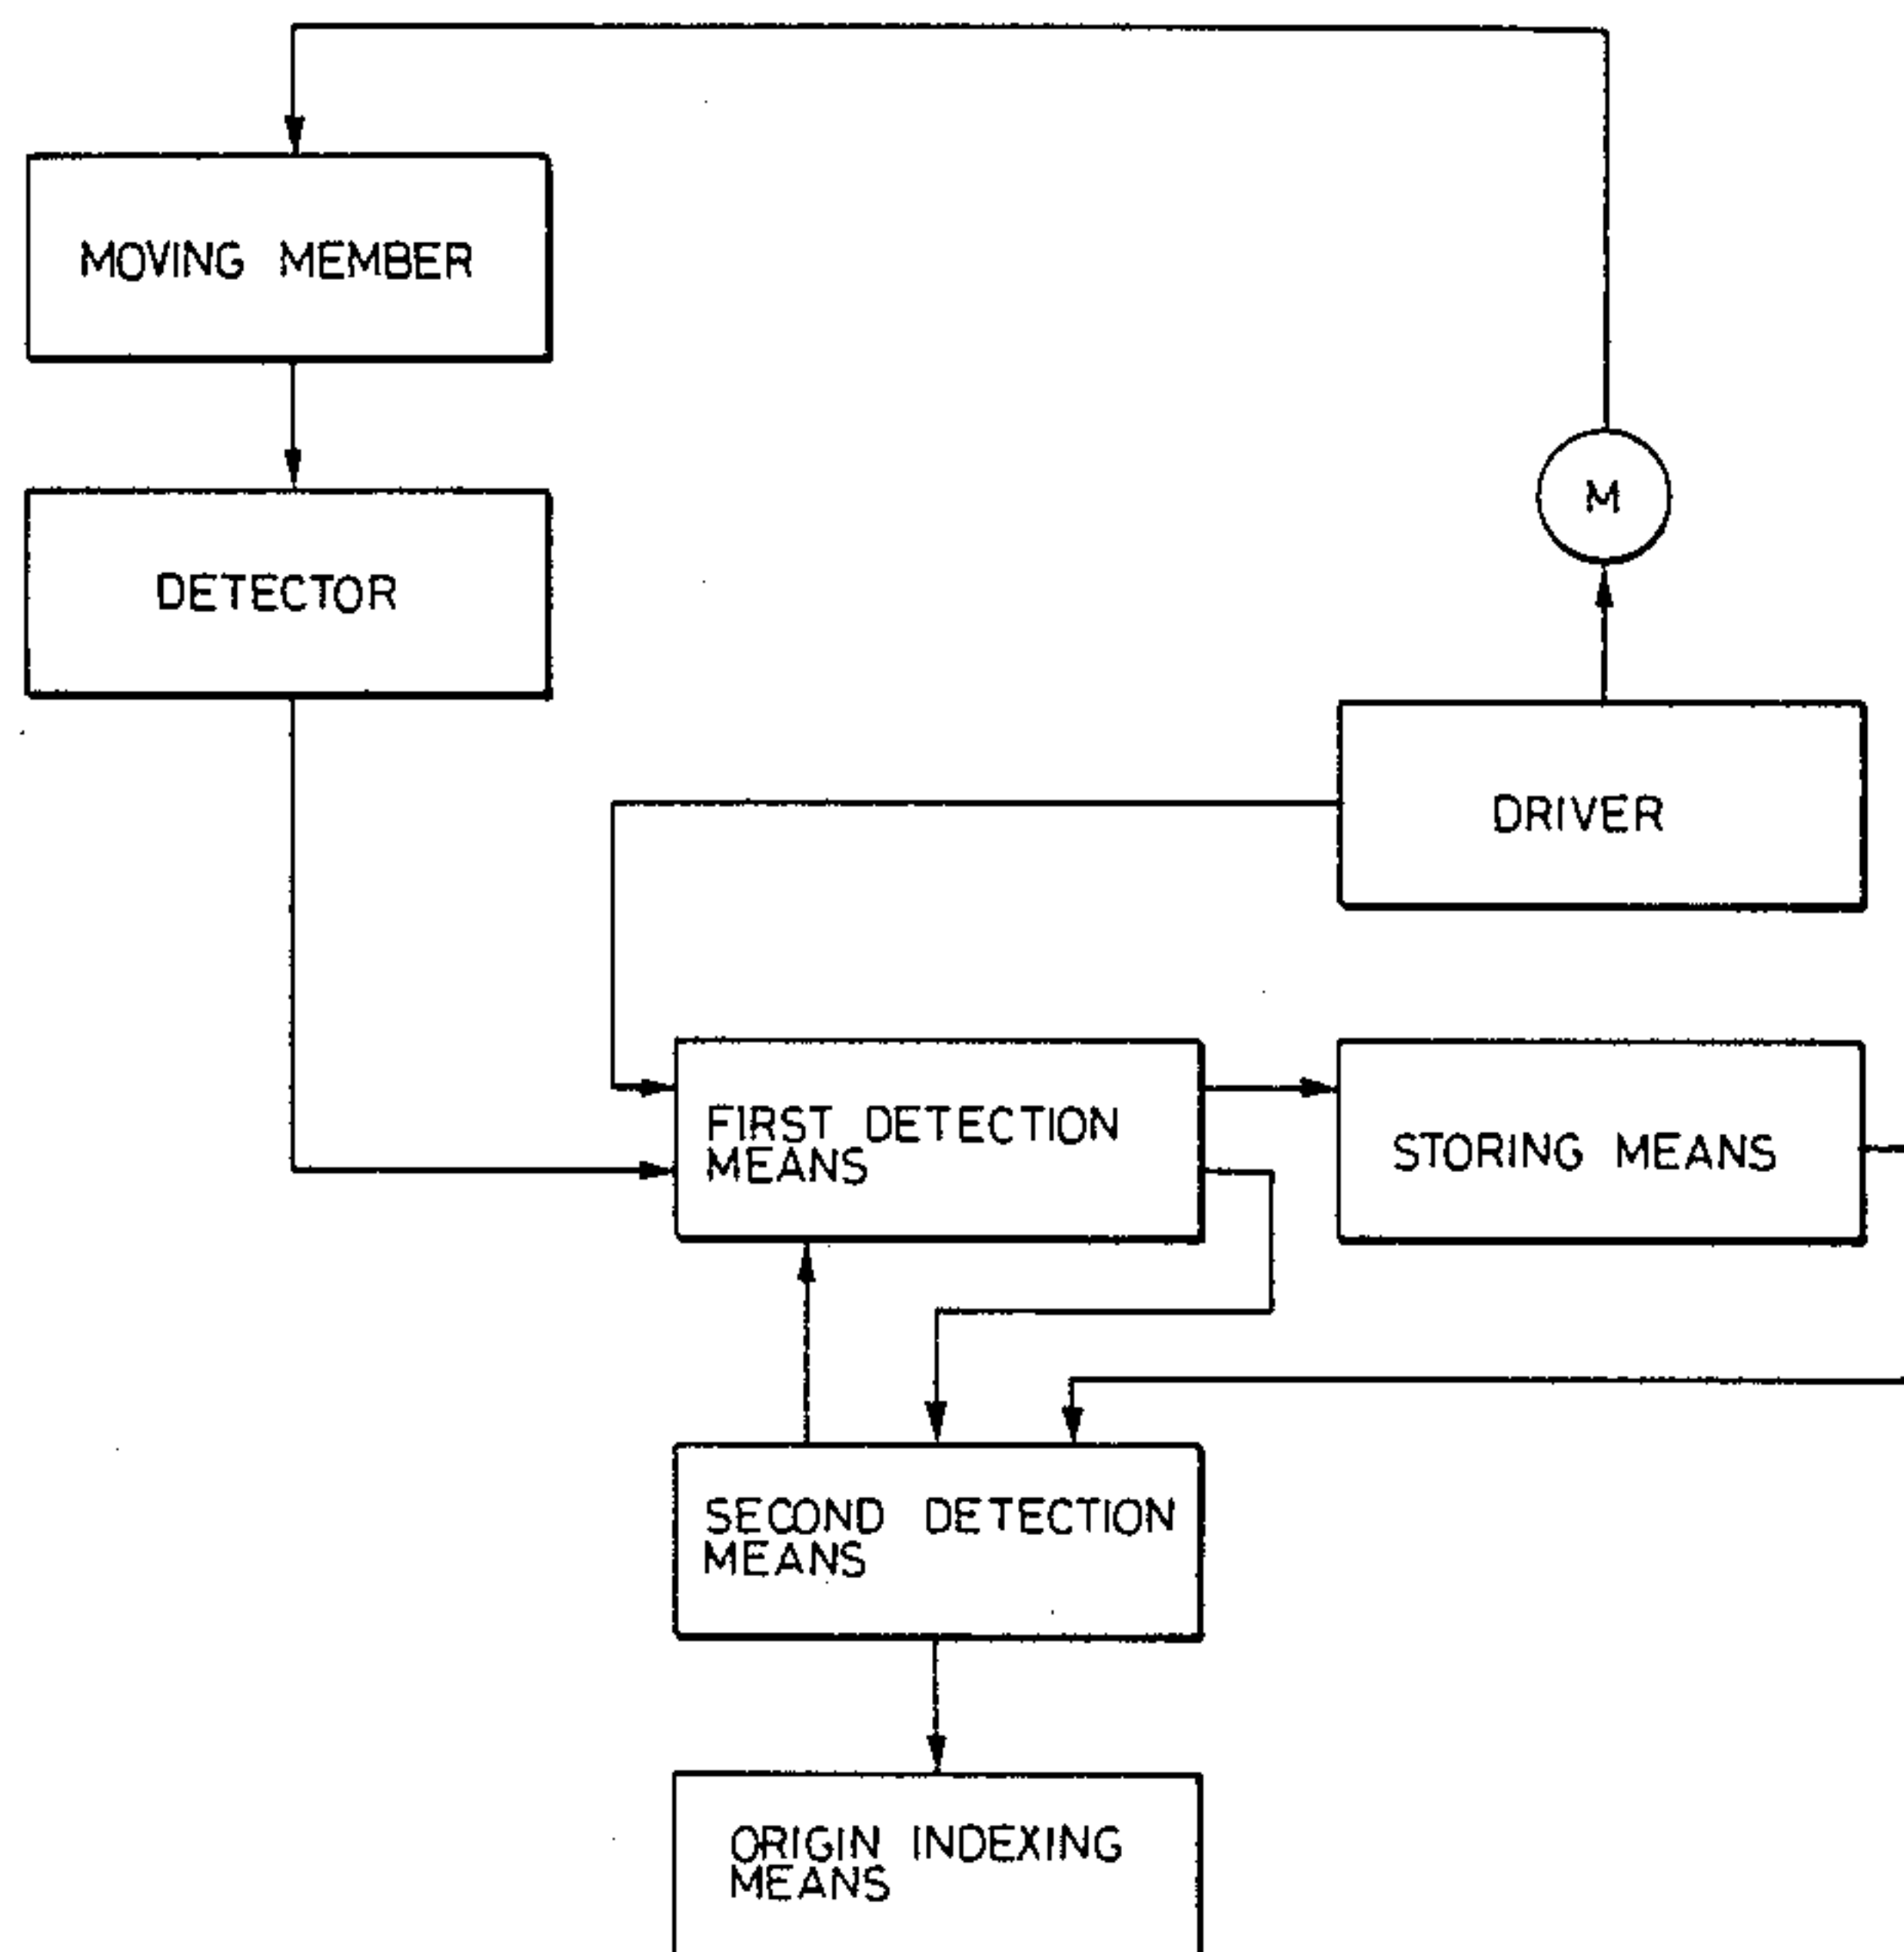 MOVING MEMBER
DETECTOR
M
DRIVER
FIRST DETECTION
MEANS
STORING MEANS
SECOND DETECTION
MEANS
ORIGIN INDEXING
MEANS